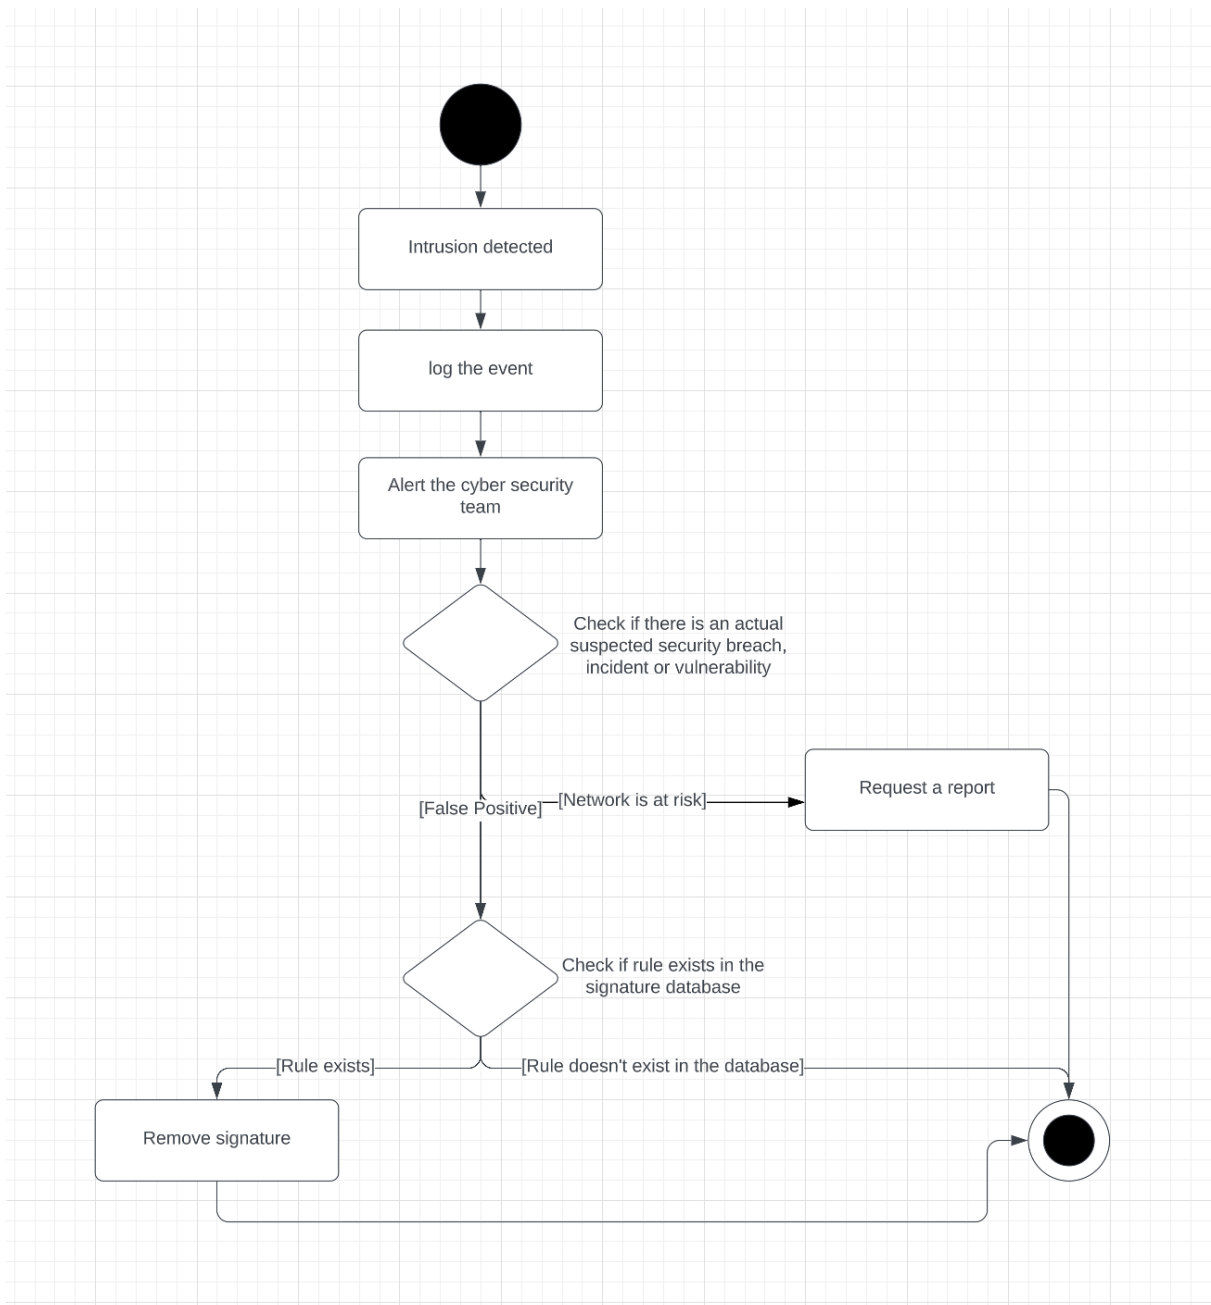 Intrusion detected
log the event
Alert the cyber security
team
Check if there is an actual
suspected security breach,
incident or vulnerability
Request a report
[False Positive]
[Network is at risk]
Check if rule exists in the
signature database
[Rule exists]
[Rule doesn't exist in the database]
Remove signature